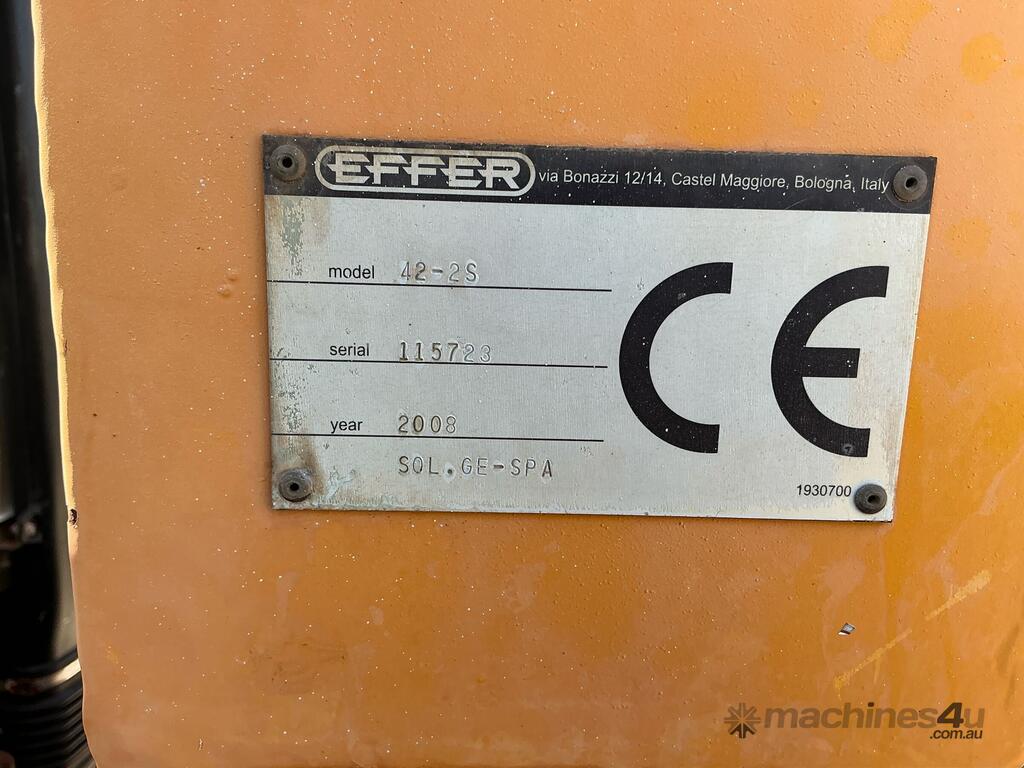 EFFER via Bonazzi 12/14, Castel Maggiore, Bologna, Italy
model 42-2S
serial 115723
year 2008
SOL.GE-SPA
CE
1930700
machines4u
.com.au